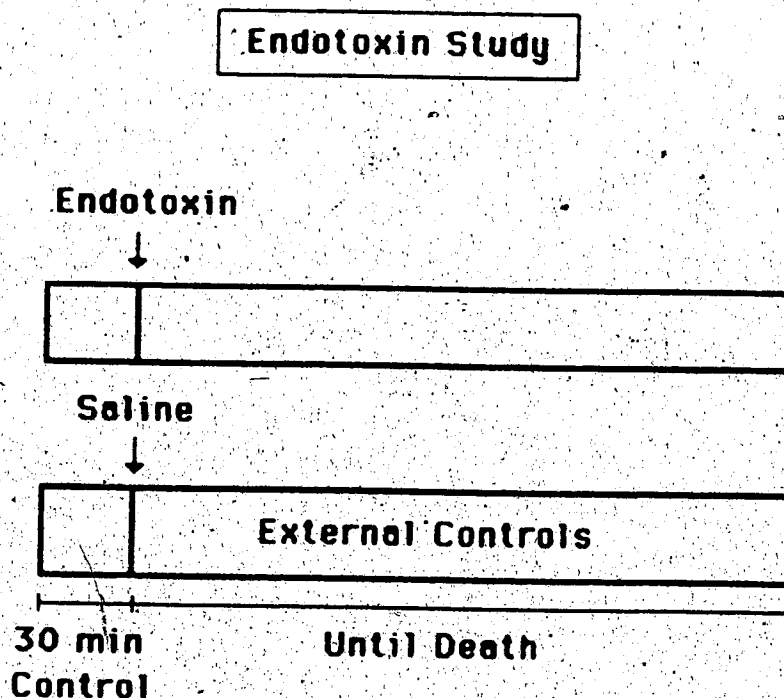 Endotoxin Study
Endotoxin
Saline
External Controls
30 min Until Death
Control